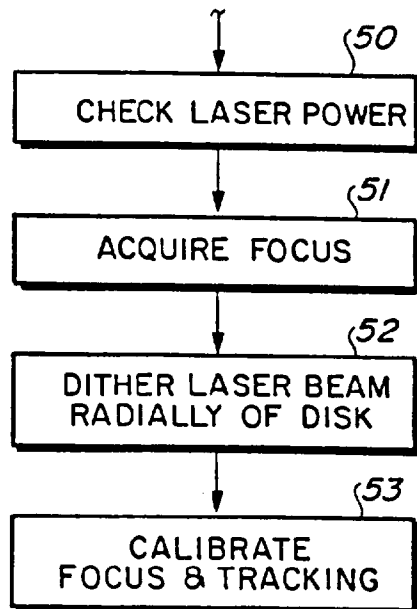 50
CHECK LASER POWER
51
ACQUIRE FOCUS
52
DITHER LASER BEAM
RADIALLY OF DISK
53
CALIBRATE
FOCUS & TRACKING